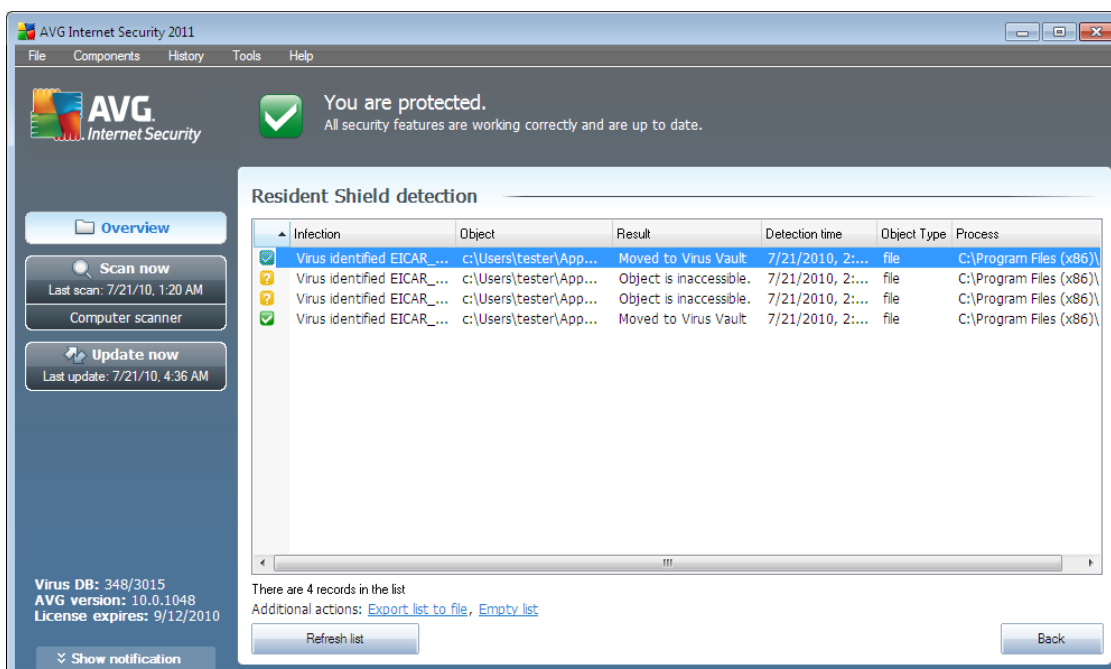 AVG Internet Security 2011
File Components History Tools Help
AVG.
Internet Security
You are protected.
All security features are working correctly and are up to date.
Overview
Scan now
Last scan: 7/21/10, 1:20 AM
Computer scanner
Update now
Last update: 7/21/10, 4:36 AM
Resident Shield detection
Infection Object Result Detection time Object Type Process
Virus identified EICAR_... c:\Users\tester\App... Moved to Virus Vault 7/21/2010, 2:... file C:\Program Files (x86)\
Virus identified EICAR_... c:\Users\tester\App... Object is inaccessible. 7/21/2010, 2:... file C:\Program Files (x86)\
Virus identified EICAR_... c:\Users\tester\App... Object is inaccessible. 7/21/2010, 2:... file C:\Program Files (x86)\
Virus identified EICAR_... c:\Users\tester\App... Moved to Virus Vault 7/21/2010, 2:... file C:\Program Files (x86)\
There are 4 records in the list
Additional actions: Export list to file, Empty list
Refresh list
Back
Virus DB: 348/3015
AVG version: 10.0.1048
License expires: 9/12/2010
Show notification